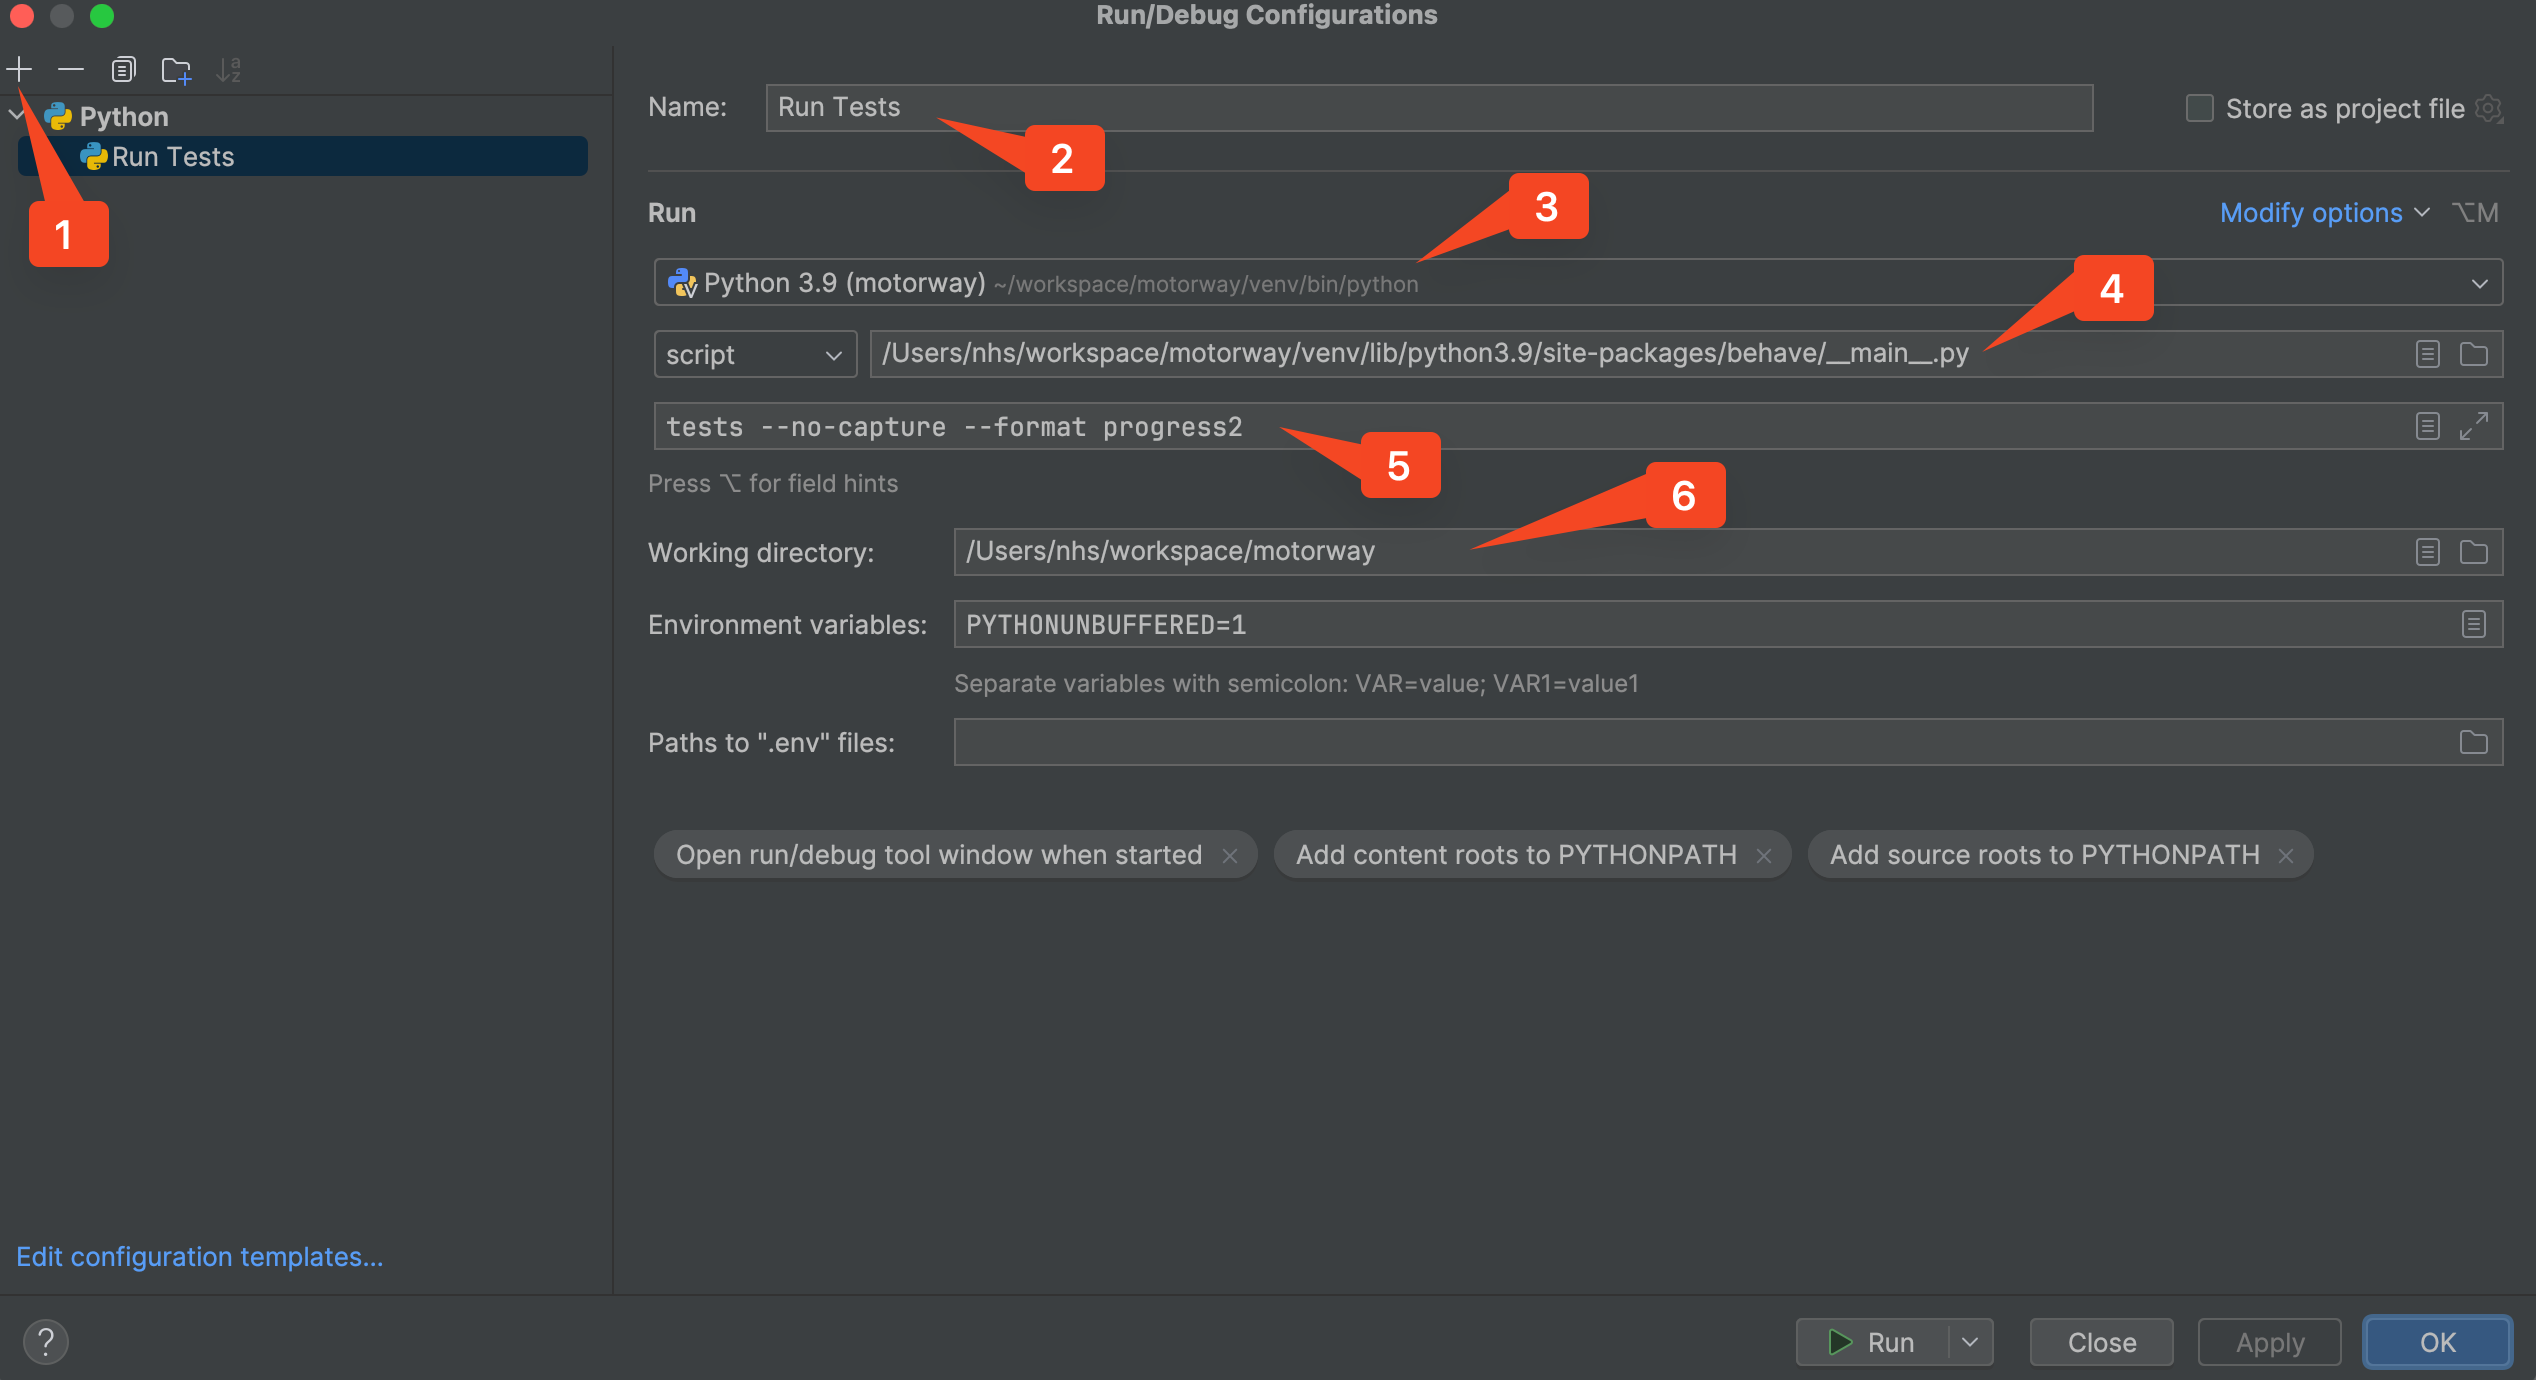 Run/Debug Configurations
Python
Run Tests
1
Name: Run Tests
Store as project file
2
Run
Modify options ⌥M
3
Python 3.9 (motorway) ~/workspace/motorway/venv/bin/python
4
script /Users/nhs/workspace/motorway/venv/lib/python3.9/site-packages/behave/__main__.py
tests --no-capture --format progress2
5
Press ⌥ for field hints
6
Working directory: /Users/nhs/workspace/motorway
Environment variables: PYTHONUNBUFFERED=1
Separate variables with semicolon: VAR=value; VAR1=value1
Paths to ".env" files:
Open run/debug tool window when started × Add content roots to PYTHONPATH × Add source roots to PYTHONPATH ×
Edit configuration templates...
? Run Close Apply OK